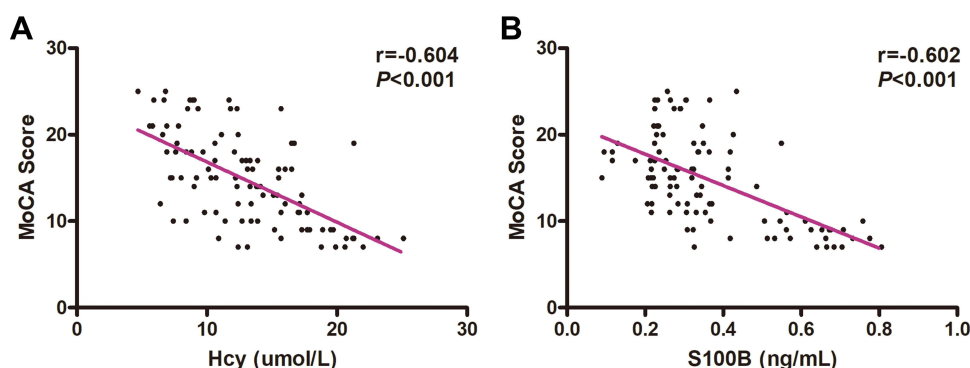 A
r=-0.604
P<0.001
MoCA Score
30
20
10
0
0 10 20 30
Hcy (umol/L)
B
r=-0.602
P<0.001
MoCA Score
30
20
10
0
0.0 0.2 0.4 0.6 0.8 1.0
S100B (ng/mL)